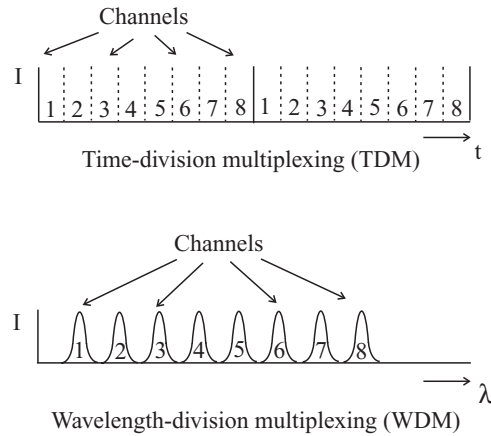 Channels
I
1 2 3 4 5 6 7 8 1 2 3 4 5 6 7 8
t
Time-division multiplexing (TDM)
Channels
I
1 2 3 4 5 6 7 8
λ
Wavelength-division multiplexing (WDM)